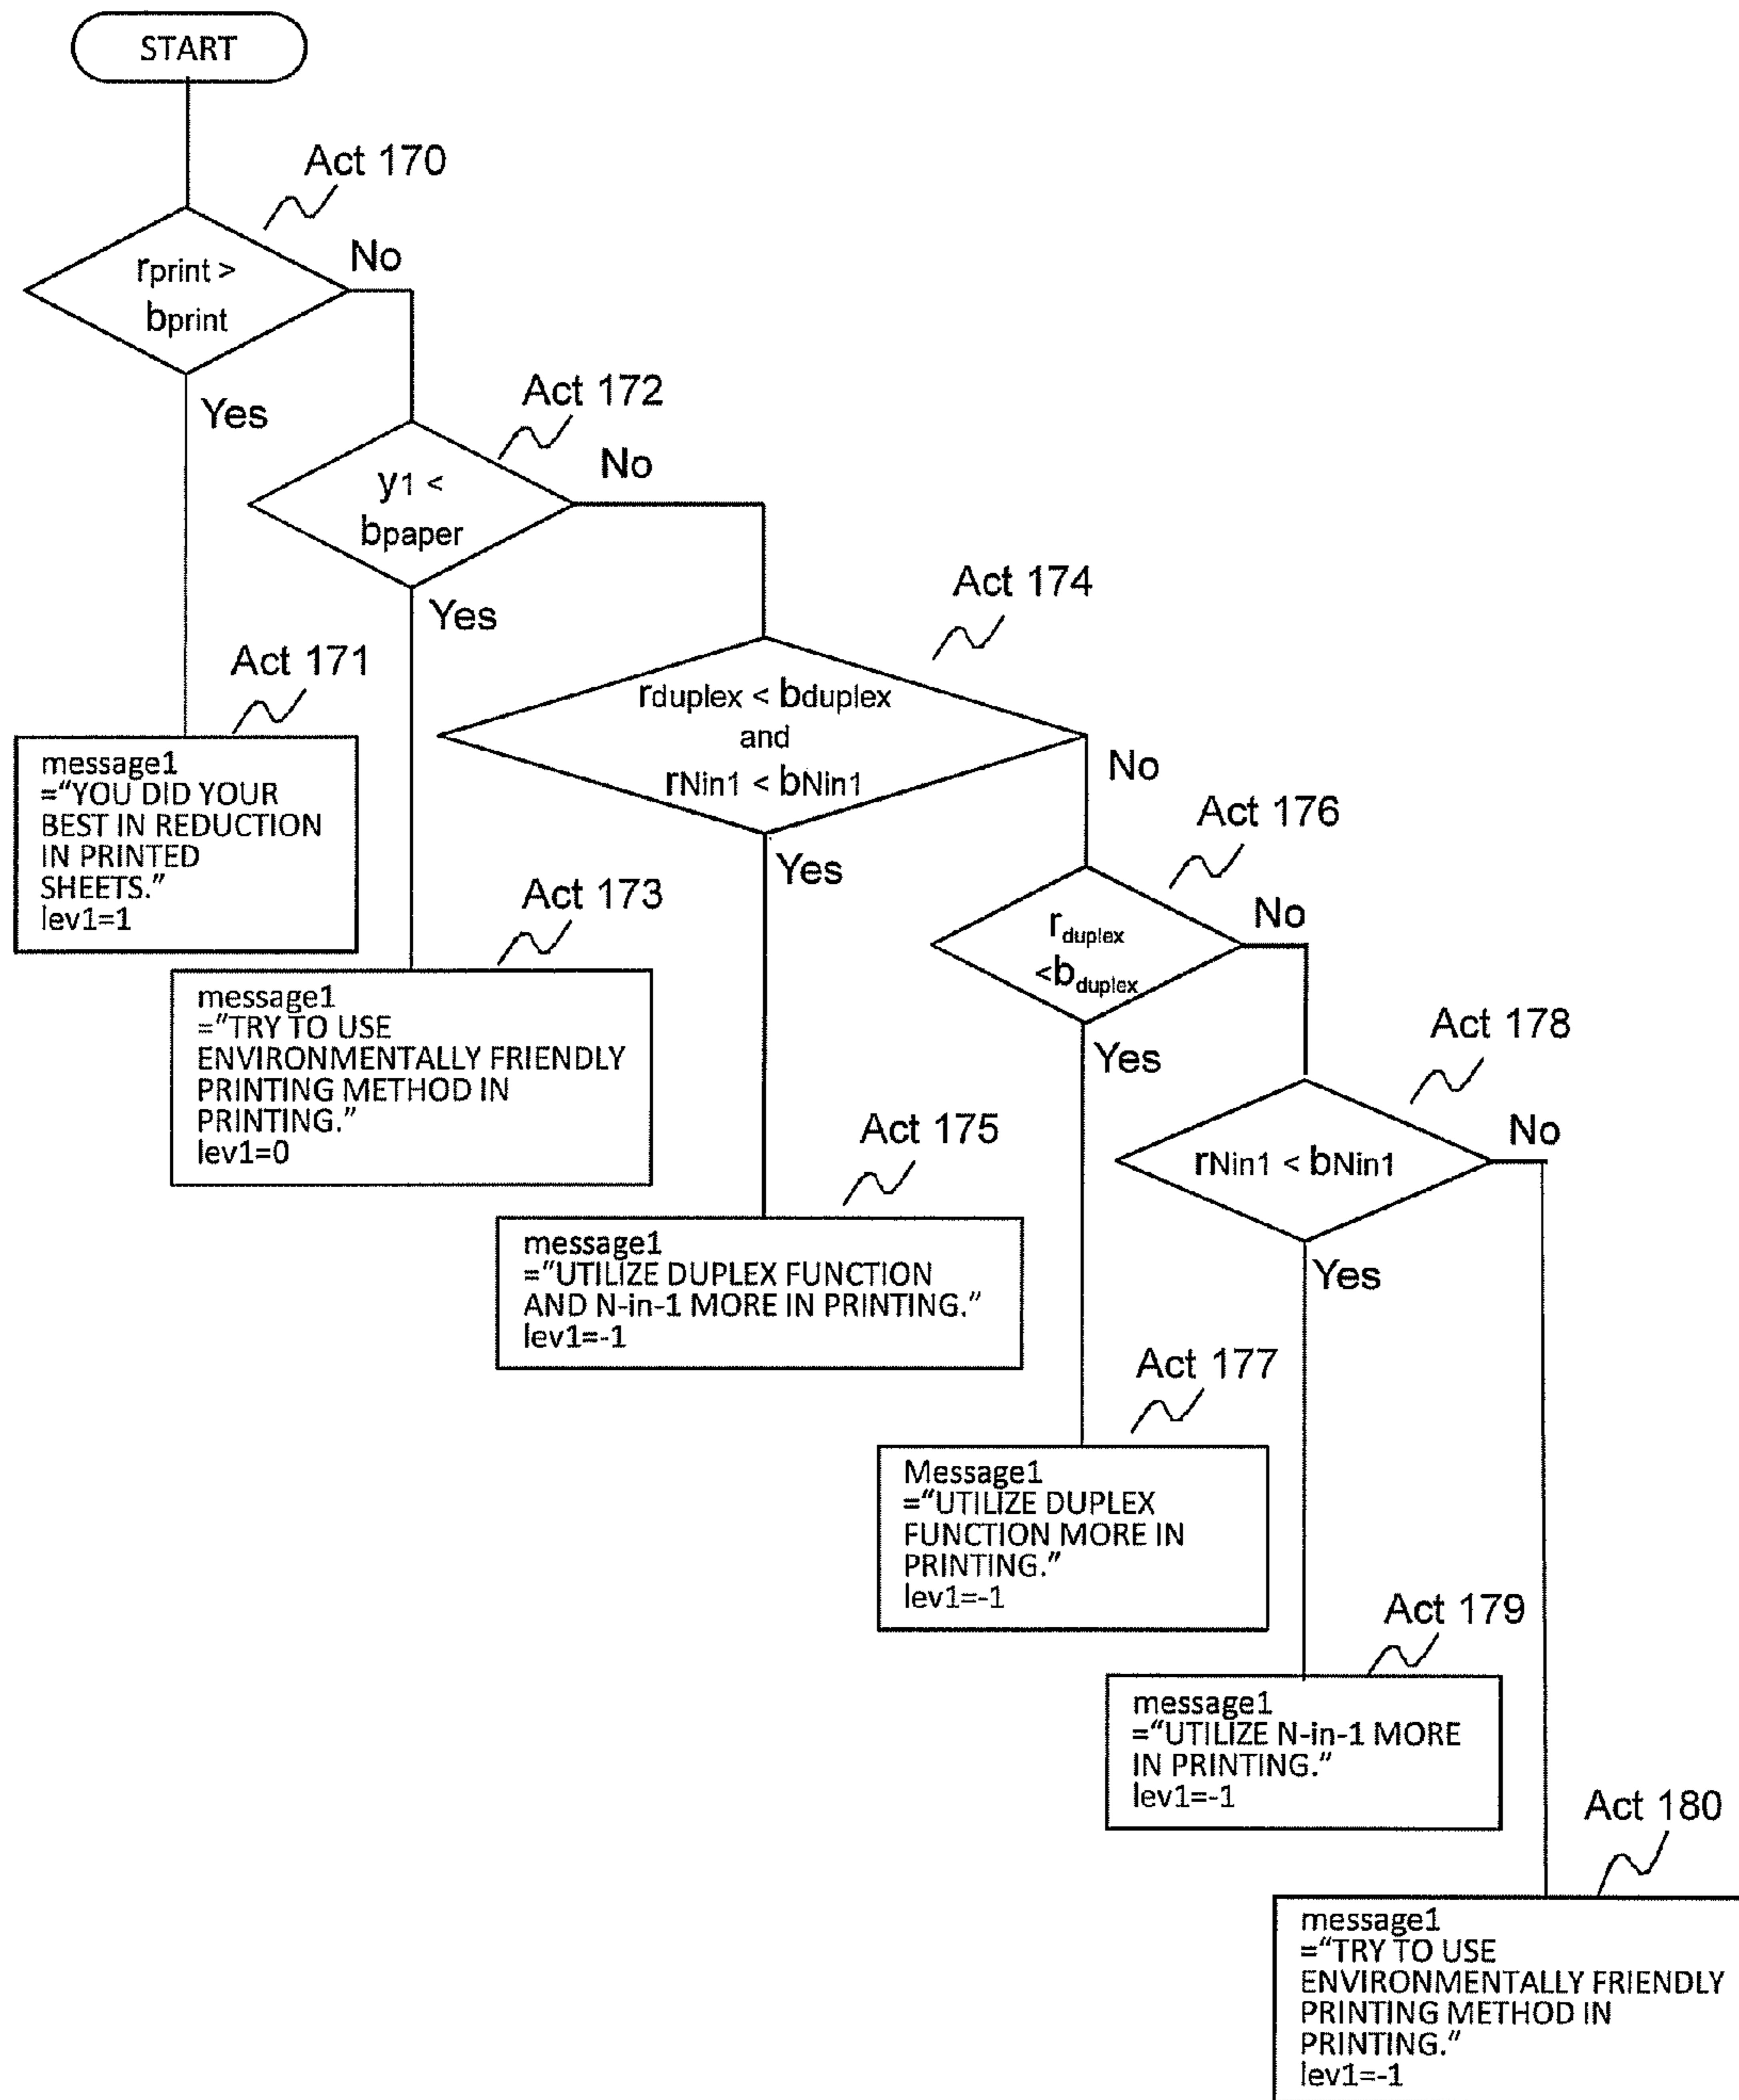 START
Act 170
rprint >
bprint
No
Yes
Act 172
y1 <
bpaper
No
Yes
Act 171
message1
="YOU DID YOUR
BEST IN REDUCTION
IN PRINTED
SHEETS."
lev1=1
Act 174
rduplex < bduplex
and
rNin1 < bNin1
No
Yes
Act 173
message1
="TRY TO USE
ENVIRONMENTALLY FRIENDLY
PRINTING METHOD IN
PRINTING."
lev1=0
Act 176
rduplex
<bduplex
No
Yes
Act 175
message1
="UTILIZE DUPLEX FUNCTION
AND N-in-1 MORE IN PRINTING."
lev1=-1
Act 178
rNin1 < bNin1
No
Yes
Act 177
Message1
="UTILIZE DUPLEX
FUNCTION MORE IN
PRINTING."
lev1=-1
Act 179
message1
="UTILIZE N-in-1 MORE
IN PRINTING."
lev1=-1
Act 180
message1
="TRY TO USE
ENVIRONMENTALLY FRIENDLY
PRINTING METHOD IN
PRINTING."
lev1=-1